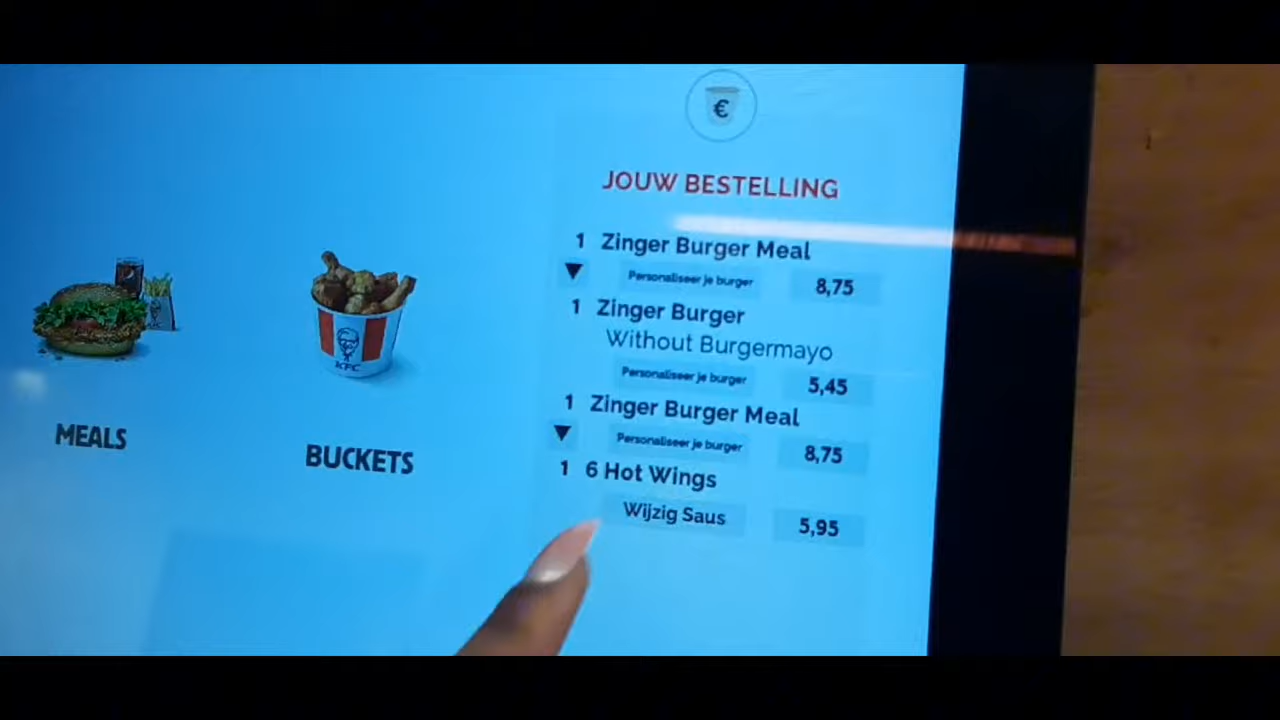 €
JOUW BESTELLING
1 Zinger Burger Meal
Personaliseer je burger 8,75
1 Zinger Burger
Without Burgermayo
Personaliseer je burger 5,45
1 Zinger Burger Meal
Personaliseer je burger 8,75
1 6 Hot Wings
Wijzig Saus 5,95
MEALS
KFC
BUCKETS